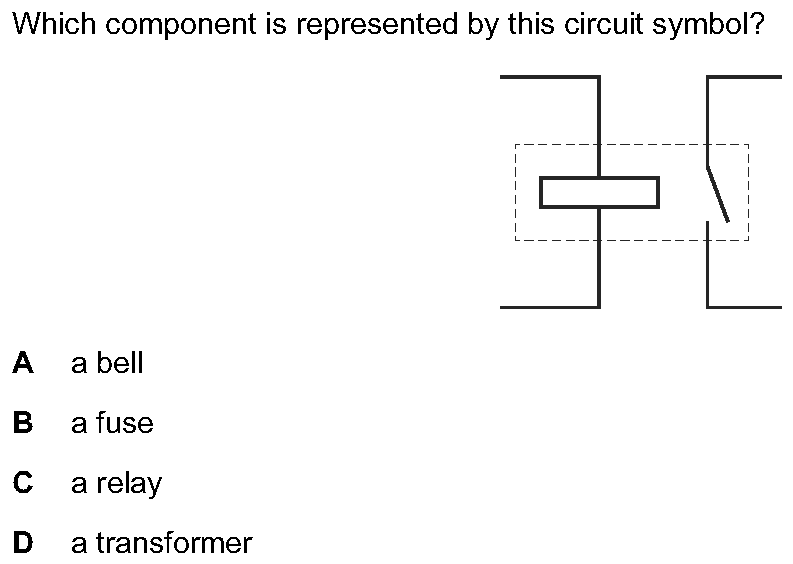 Which component is represented by this circuit symbol?
A a bell
B a fuse
C a relay
D a transformer